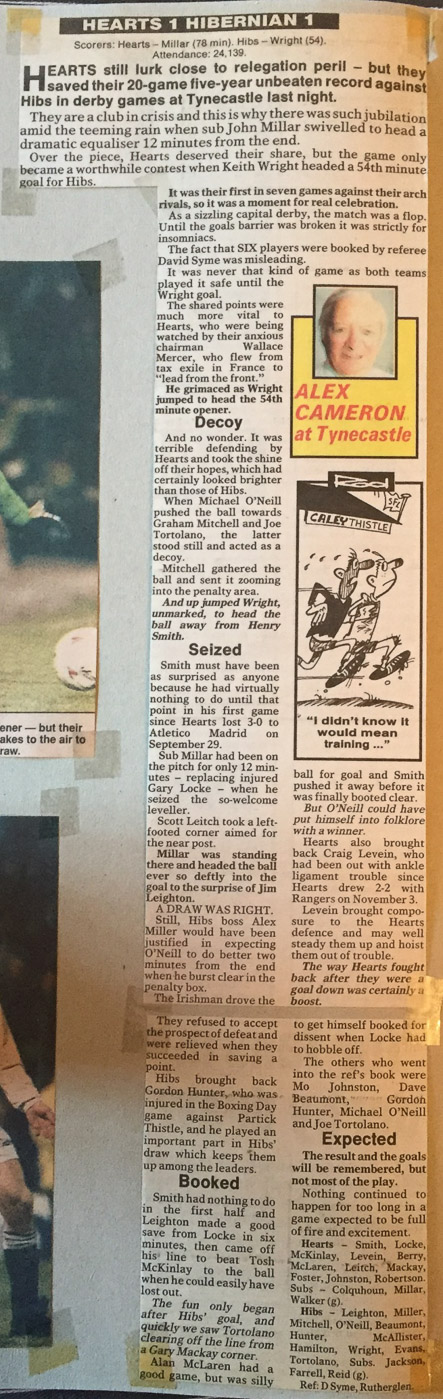 HEARTS 1 HIBERNIAN 1
Scorers: Hearts – Millar (78 min). Hibs – Wright (54).
Attendance: 24,139.
HEARTS still lurk close to relegation peril – but they
saved their 20-game five-year unbeaten record against
Hibs in derby games at Tynecastle last night.
They are a club in crisis and this is why there was such jubilation
amid the teeming rain when sub John Millar swivelled to head a
dramatic equaliser 12 minutes from the end.
Over the piece, Hearts deserved their share, but the game only
became a worthwhile contest when Keith Wright headed a 54th minute
goal for Hibs.
It was their first in seven games against their arch
rivals, so it was a moment for real celebration.
As a sizzling capital derby, the match was a flop.
Until the goals barrier was broken it was strictly for
insomniacs.
The fact that SIX players were booked by referee
David Syme was misleading.
It was never that kind of game as both teams
played it safe until the
Wright goal.
The shared points were
much more vital to
Hearts, who were being
watched by their anxious
chairman Wallace
Mercer, who flew from
tax exile in France to
"lead from the front."
He grimaced as Wright
jumped to head the 54th
minute opener.
Decoy
And no wonder. It was
terrible defending by
Hearts and took the shine
off their hopes, which had
certainly looked brighter
than those of Hibs.
When Michael O'Neill
pushed the ball towards
Graham Mitchell and Joe
Tortolano, the latter
stood still and acted as a
decoy.
Mitchell gathered the
ball and sent it zooming
into the penalty area.
And up jumped Wright,
unmarked, to head the
ball away from Henry
Smith.
Seized
Smith must have been
as surprised as anyone
because he had virtually
nothing to do until that
point in his first game
since Hearts lost 3-0 to
Atletico Madrid on
September 29.
Sub Millar had been on
the pitch for only 12 min-
utes – replacing injured
Gary Locke – when he
seized the so-welcome
leveller.
Scott Leitch took a left-
footed corner aimed for
the near post.
Millar was standing
there and headed the ball
ever so deftly into the
goal to the surprise of Jim
Leighton.
A DRAW WAS RIGHT.
Still, Hibs boss Alex
Miller would have been
justified in expecting
O'Neill to do better two
minutes from the end
when he burst clear in the
penalty box.
The Irishman drove the
ALEX
CAMERON
at Tynecastle
SFC
CALEY THISTLE
"I didn't know it
would mean
training ..."
ball for goal and Smith
pushed it away before it
was finally booted clear.
But O'Neill could have
put himself into folklore
with a winner.
Hearts also brought
back Craig Levein, who
had been out with ankle
ligament trouble since
Hearts drew 2-2 with
Rangers on November 3.
Levein brought compo-
sure to the Hearts
defence and may well
steady them up and hoist
them out of trouble.
The way Hearts fought
back after they were a
goal down was certainly a
boost.
They refused to accept
the prospect of defeat and
were relieved when they
succeeded in saving a
point.
Hibs brought back
Gordon Hunter, who was
injured in the Boxing Day
game against Partick
Thistle, and he played an
important part in Hibs'
draw which keeps them
up among the leaders.
Booked
Smith had nothing to do
in the first half and
Leighton made a good
save from Locke in six
minutes, then came off
his line to beat Tosh
McKinlay to the ball
when he could easily have
lost out.
The fun only began
after Hibs' goal, and
quickly we saw Tortolano
clearing off the line from
a Gary Mackay corner.
Alan McLaren had a
good game, but was silly
to get himself booked for
dissent when Locke had
to hobble off.
The others who went
into the ref's book were
Mo Johnston, Dave
Beaumont, Gordon
Hunter, Michael O'Neill
and Joe Tortolano.
Expected
The result and the goals
will be remembered, but
not most of the play.
Nothing continued to
happen for too long in a
game expected to be full
of fire and excitement.
Hearts – Smith, Locke,
McKinlay, Levein, Berry,
McLaren, Leitch, Mackay,
Foster, Johnston, Robertson.
Subs – Colquhoun, Millar,
Walker (g).
Hibs – Leighton, Miller,
Mitchell, O'Neill, Beaumont,
Hunter, McAllister,
Hamilton, Wright, Evans,
Tortolano, Subs. Jackson,
Farrell, Reid (g).
Ref: D Syme, Rutherglen.
ener — but their
akes to the air to
raw.